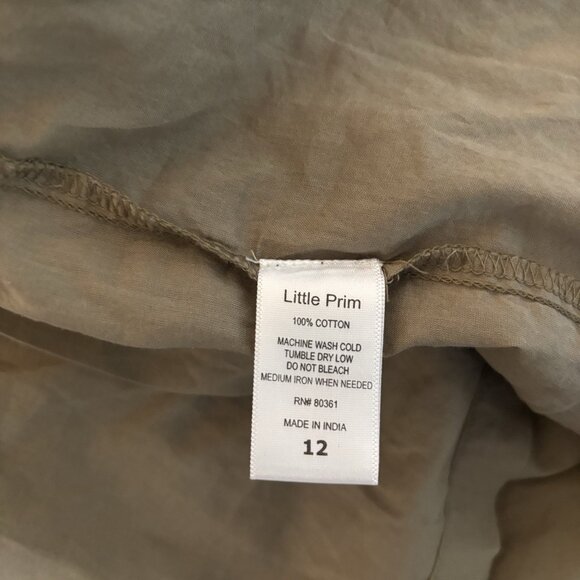 Little Prim
100% COTTON
MACHINE WASH COLD
TUMBLE DRY LOW
DO NOT BLEACH
MEDIUM IRON WHEN NEEDED
RN# 80361
MADE IN INDIA
12